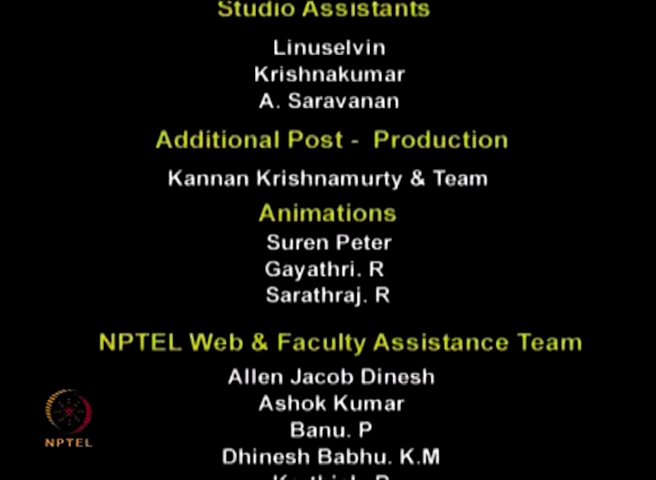 Studio Assistants
Linuselvin
Krishnakumar
A. Saravanan
Additional Post - Production
Kannan Krishnamurty & Team
Animations
Suren Peter
Gayathri. R
Sarathraj. R
NPTEL Web & Faculty Assistance Team
Allen Jacob Dinesh
Ashok Kumar
Banu. P
Dhinesh Babhu. K.M
NPTEL